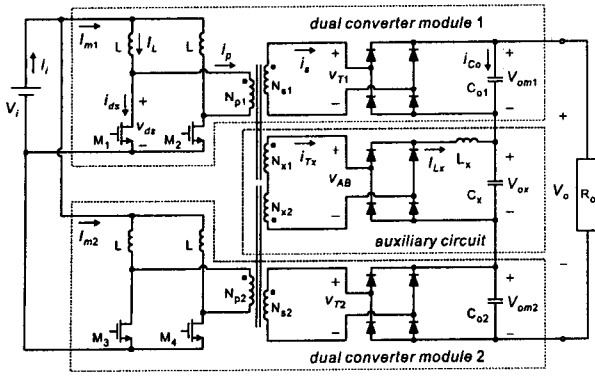 dual converter module 1
I_i
I_m1
L
I_L
L
i_p
i_s
V_T1
i_Co
+
V_i
i_ds
+
N_p1
N_s1
C_o1
V_om1
M_1
v_ds
M_2
−
−
N_x1
i_Tx
I_Lx
L_x
+
+
V_AB
C_x
V_ox
V_o
R_o
N_x2
−
auxiliary circuit
I_m2
L
L
+
−
N_p2
N_s2
V_T2
C_o2
V_om2
M_3
M_4
−
dual converter module 2